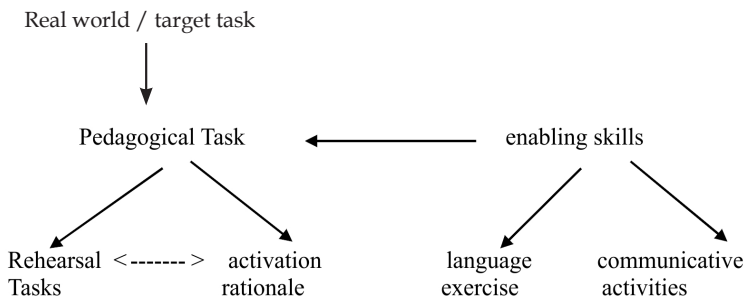 Real world / target task
Pedagogical Task enabling skills
Rehearsal < ------- > activation language communicative
Tasks rationale exercise activities